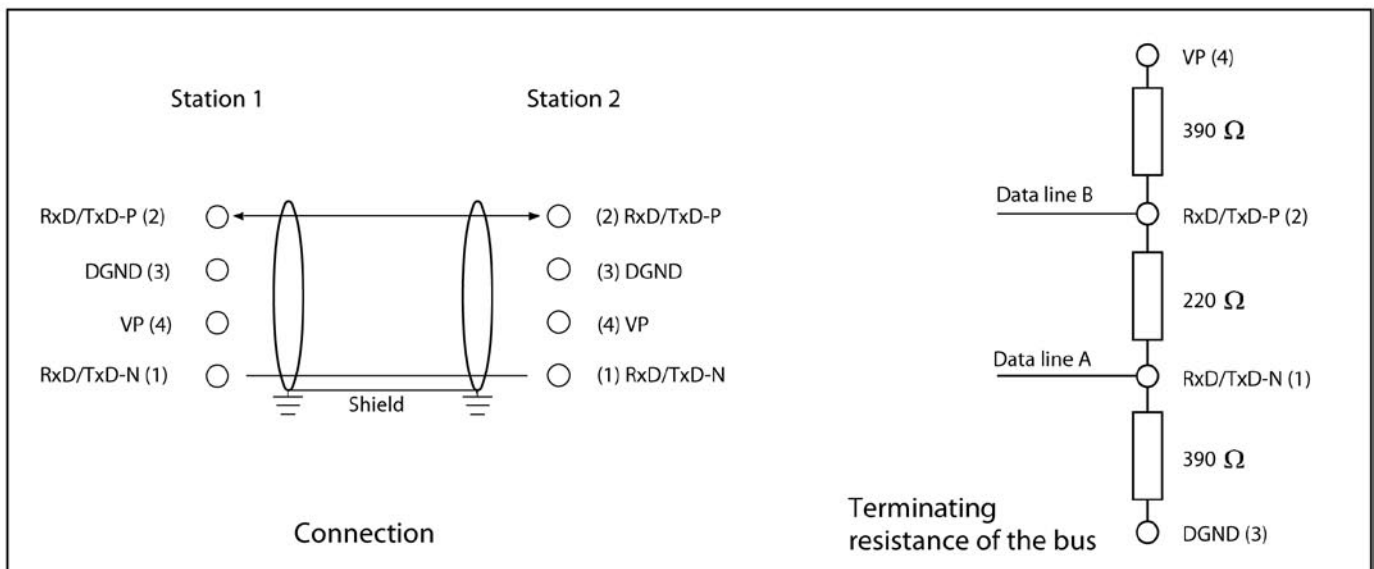 Station 1
Station 2
RxD/TxD-P (2)
(2) RxD/TxD-P
DGND (3)
(3) DGND
VP (4)
(4) VP
RxD/TxD-N (1)
(1) RxD/TxD-N
Shield
Connection
VP (4)
390 Ω
Data line B
RxD/TxD-P (2)
220 Ω
Data line A
RxD/TxD-N (1)
390 Ω
DGND (3)
Terminating
resistance of the bus